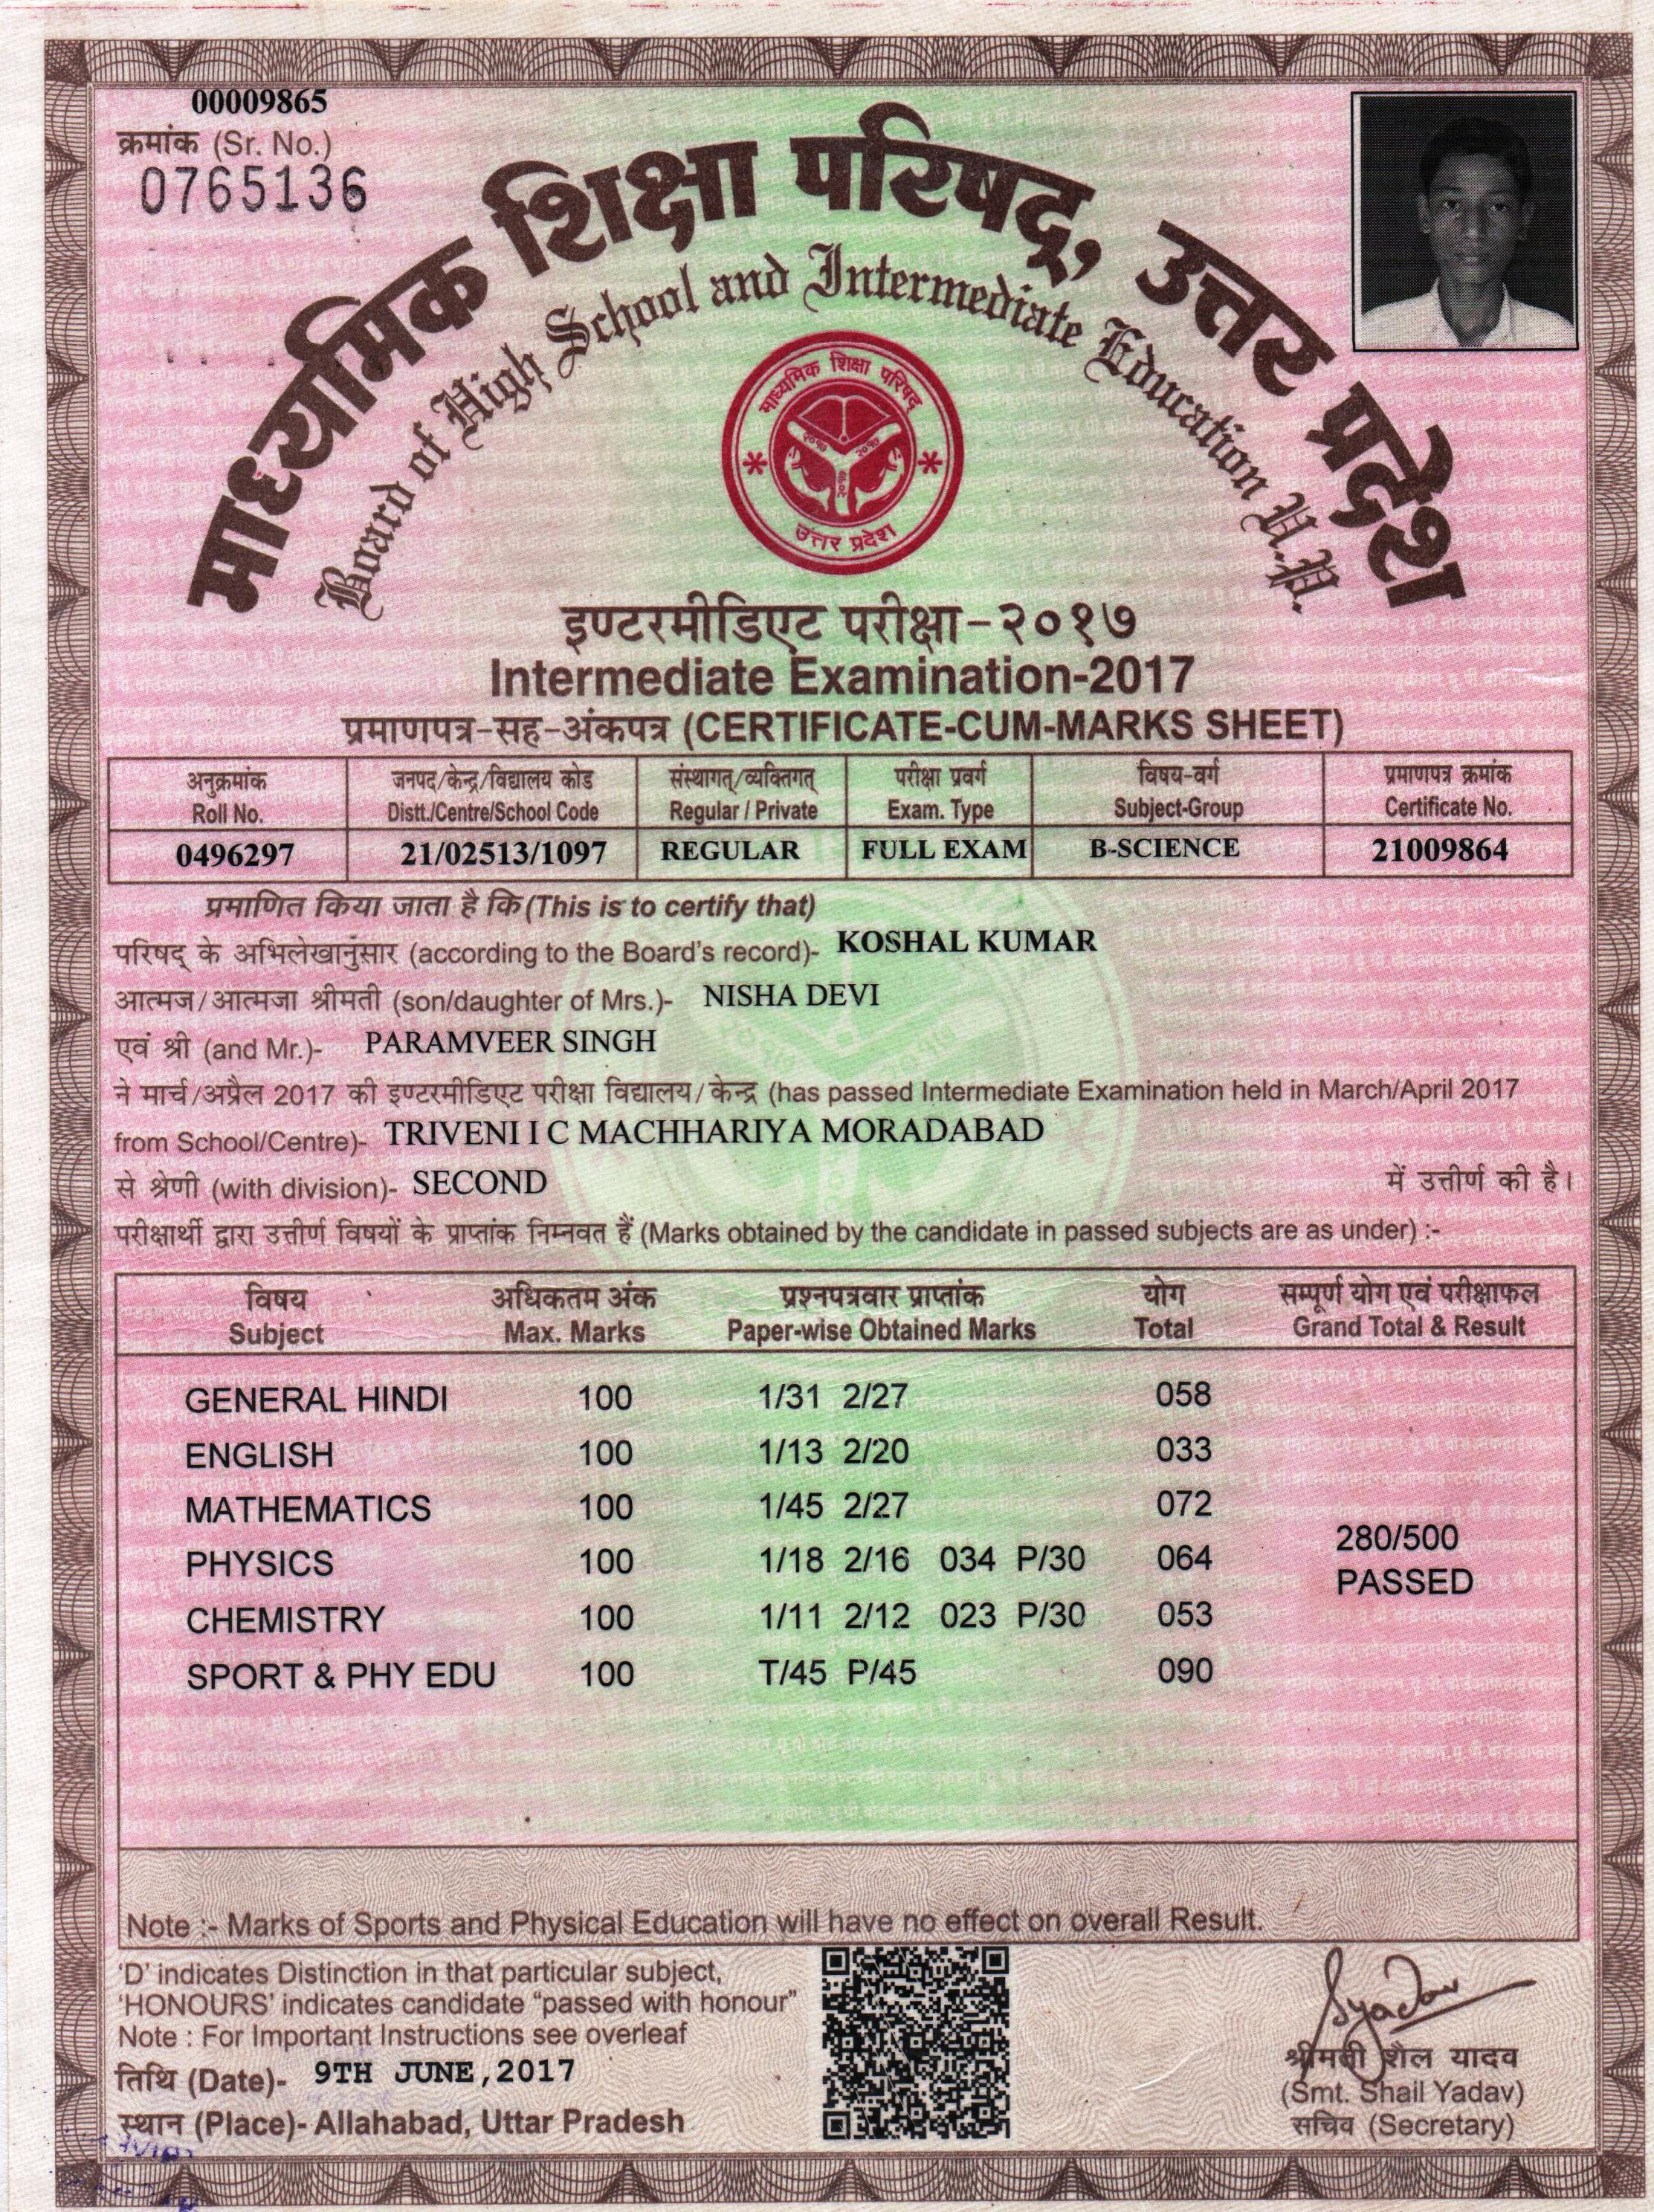 00009865
क्रमांक (Sr. No.)
0765136
माध्यमिक शिक्षा परिषद्, उत्तर प्रदेश
Board of High School and Intermediate Education U.P.
माध्यमिक शिक्षा परिषद्
२०१७ २०१७
२०१७
उत्तर प्रदेश
इण्टरमीडिएट परीक्षा-२०१७
Intermediate Examination-2017
प्रमाणपत्र-सह-अंकपत्र (CERTIFICATE-CUM-MARKS SHEET)
अनुक्रमांक जनपद/केन्द्र/विद्यालय कोड संस्थागत्/व्यक्तिगत् परीक्षा प्रवर्ग विषय-वर्ग प्रमाणपत्र क्रमांक
Roll No. Distt./Centre/School Code Regular / Private Exam. Type Subject-Group Certificate No.
0496297 21/02513/1097 REGULAR FULL EXAM B-SCIENCE 21009864
प्रमाणित किया जाता है कि (This is to certify that)
परिषद् के अभिलेखानुंसार (according to the Board's record)- KOSHAL KUMAR
आत्मज/आत्मजा श्रीमती (son/daughter of Mrs.)- NISHA DEVI
एवं श्री (and Mr.)- PARAMVEER SINGH
ने मार्च/अप्रैल 2017 की इण्टरमीडिएट परीक्षा विद्यालय/केन्द्र (has passed Intermediate Examination held in March/April 2017
from School/Centre)- TRIVENI I C MACHHARIYA MORADABAD
से श्रेणी (with division)- SECOND में उत्तीर्ण की है।
परीक्षार्थी द्वारा उत्तीर्ण विषयों के प्राप्तांक निम्नवत हैं (Marks obtained by the candidate in passed subjects are as under) :-
विषय अधिकतम अंक प्रश्नपत्रवार प्राप्तांक योग सम्पूर्ण योग एवं परीक्षाफल
Subject Max. Marks Paper-wise Obtained Marks Total Grand Total & Result
GENERAL HINDI 100 1/31 2/27 058
ENGLISH 100 1/13 2/20 033
MATHEMATICS 100 1/45 2/27 072
280/500
PHYSICS 100 1/18 2/16 034 P/30 064
PASSED
CHEMISTRY 100 1/11 2/12 023 P/30 053
SPORT & PHY EDU 100 T/45 P/45 090
Note :- Marks of Sports and Physical Education will have no effect on overall Result.
'D' indicates Distinction in that particular subject,
'HONOURS' indicates candidate "passed with honour"
Note : For Important Instructions see overleaf
तिथि (Date)- 9TH JUNE,2017
स्थान (Place)- Allahabad, Uttar Pradesh
Syadav
श्रीमती शैल यादव
(Smt. Shail Yadav)
सचिव (Secretary)